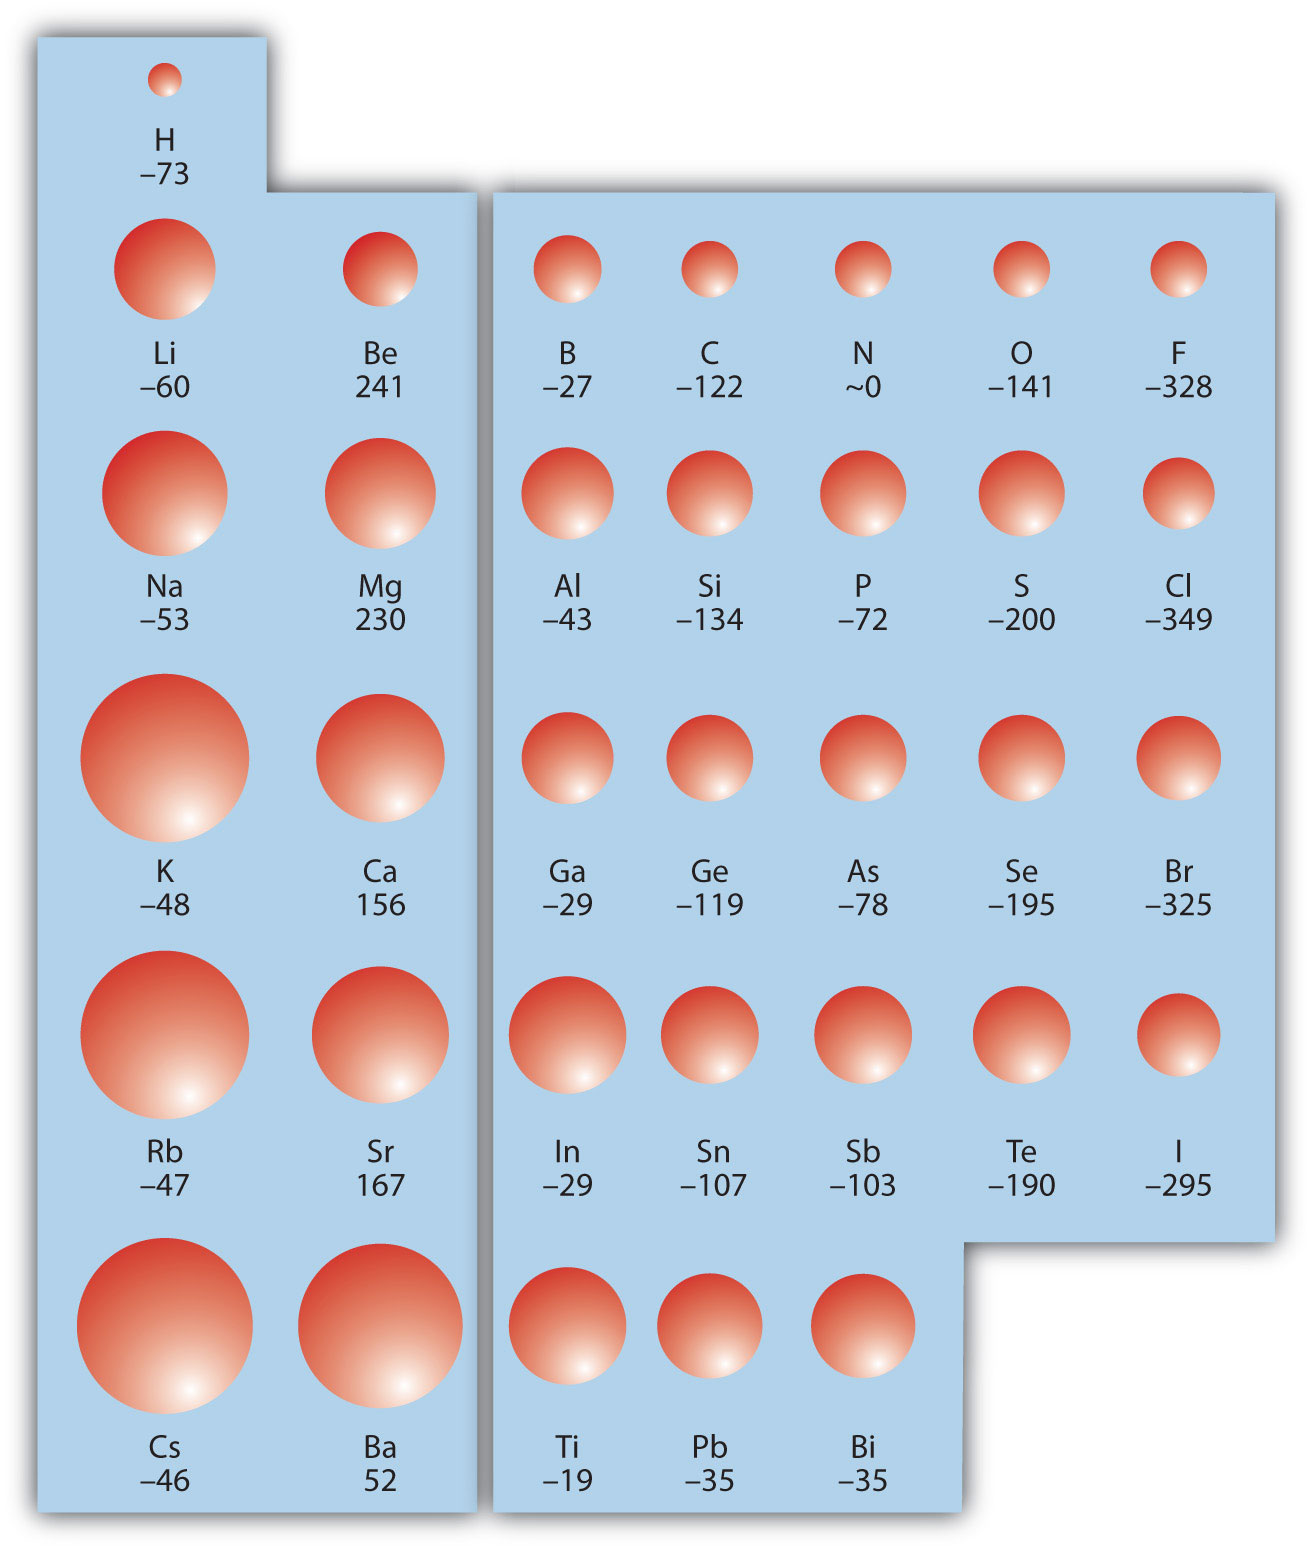 H
–73
Li Be B C N O F
–60 241 –27 –122 ~0 –141 –328
Na Mg Al Si P S Cl
–53 230 –43 –134 –72 –200 –349
K Ca Ga Ge As Se Br
–48 156 –29 –119 –78 –195 –325
Rb Sr In Sn Sb Te I
–47 167 –29 –107 –103 –190 –295
Cs Ba Ti Pb Bi
–46 52 –19 –35 –35